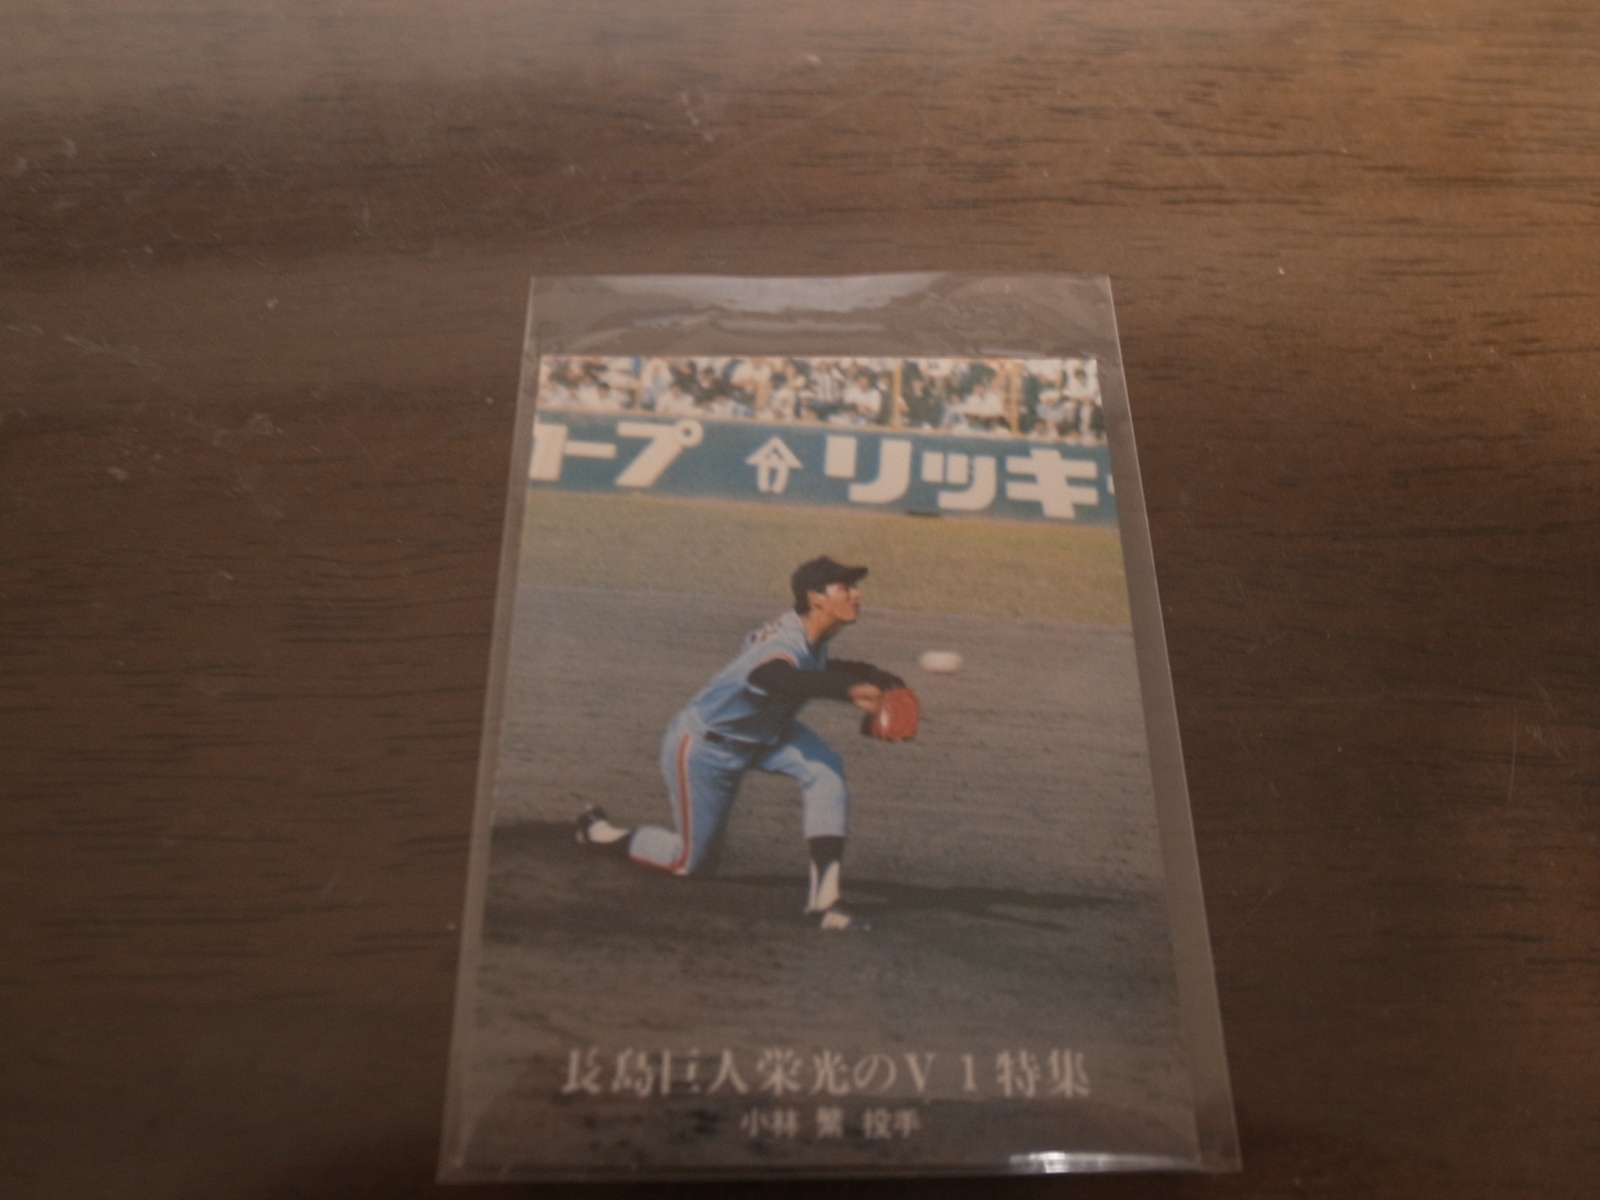 ープ 命 リッキ
長島巨人栄光のV1特集
小林 繁 投手